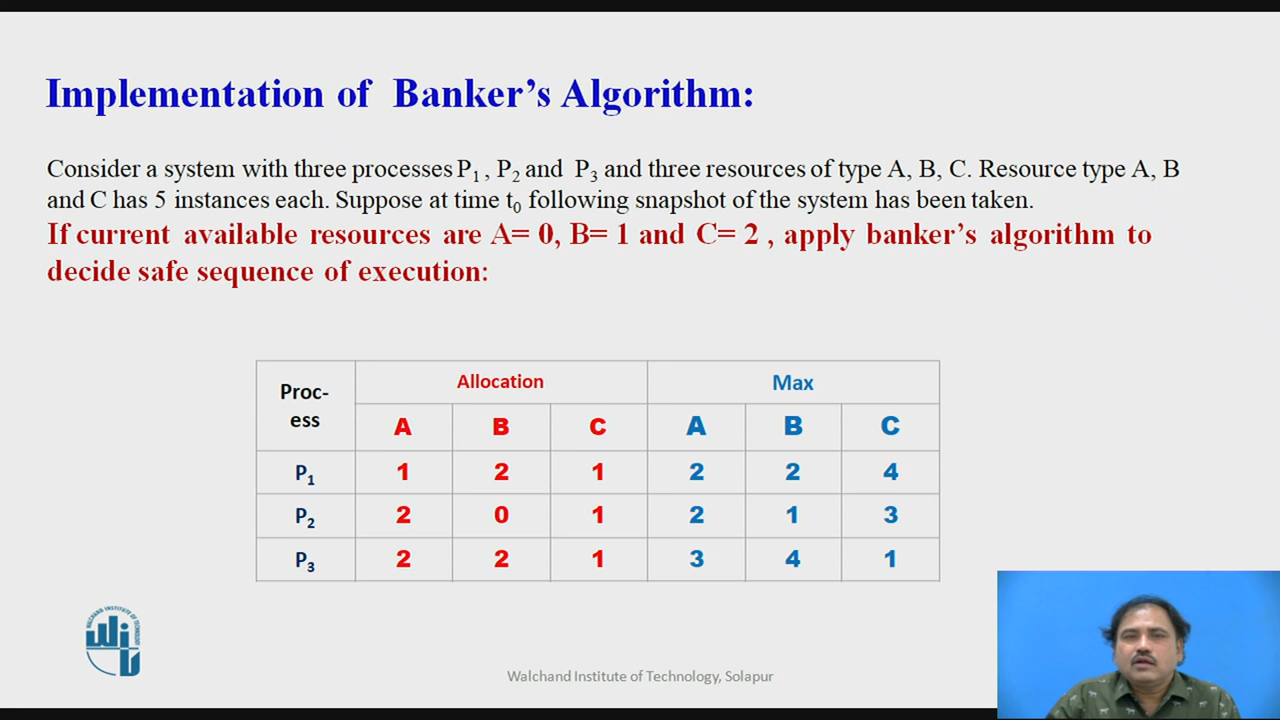 Implementation of Banker's Algorithm:
Consider a system with three processes P1 , P2 and P3 and three resources of type A, B, C. Resource type A, B
and C has 5 instances each. Suppose at time t0 following snapshot of the system has been taken.
If current available resources are A= 0, B= 1 and C= 2 , apply banker's algorithm to
decide safe sequence of execution:
Proc-
ess
Allocation Max
A B C A B C
P1 1 2 1 2 2 4
P2 2 0 1 2 1 3
P3 2 2 1 3 4 1
WALCHAND INSTITUTE OF TECHNOLOGY
Walchand Institute of Technology, Solapur